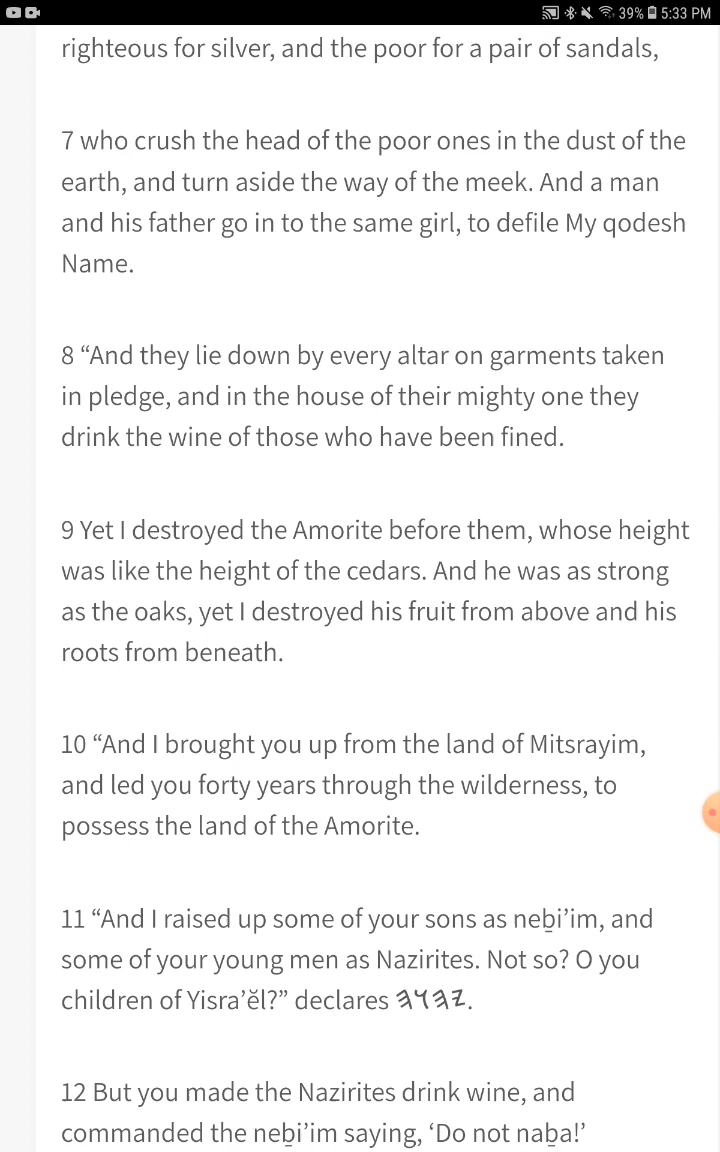 39% 5:33 PM
righteous for silver, and the poor for a pair of sandals,
7 who crush the head of the poor ones in the dust of the
earth, and turn aside the way of the meek. And a man
and his father go in to the same girl, to defile My qodesh
Name.
8 “And they lie down by every altar on garments taken
in pledge, and in the house of their mighty one they
drink the wine of those who have been fined.
9 Yet I destroyed the Amorite before them, whose height
was like the height of the cedars. And he was as strong
as the oaks, yet I destroyed his fruit from above and his
roots from beneath.
10 “And I brought you up from the land of Mitsrayim,
and led you forty years through the wilderness, to
possess the land of the Amorite.
11 “And I raised up some of your sons as neḇi’im, and
some of your young men as Nazirites. Not so? O you
children of Yisra’ĕl?” declares 𐤉𐤄𐤅𐤄.
12 But you made the Nazirites drink wine, and
commanded the neḇi’im saying, ‘Do not naḇa!’